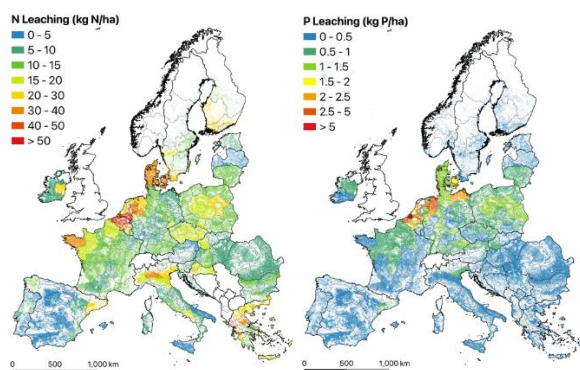 N Leaching (kg N/ha)
0 - 5
5 - 10
10 - 15
15 - 20
20 - 30
30 - 40
40 - 50
> 50
0 500 1,000 km
P Leaching (kg P/ha)
0 - 0.5
0.5 - 1
1 - 1.5
1.5 - 2
2 - 2.5
2.5 - 5
> 5
0 500 1,000 km